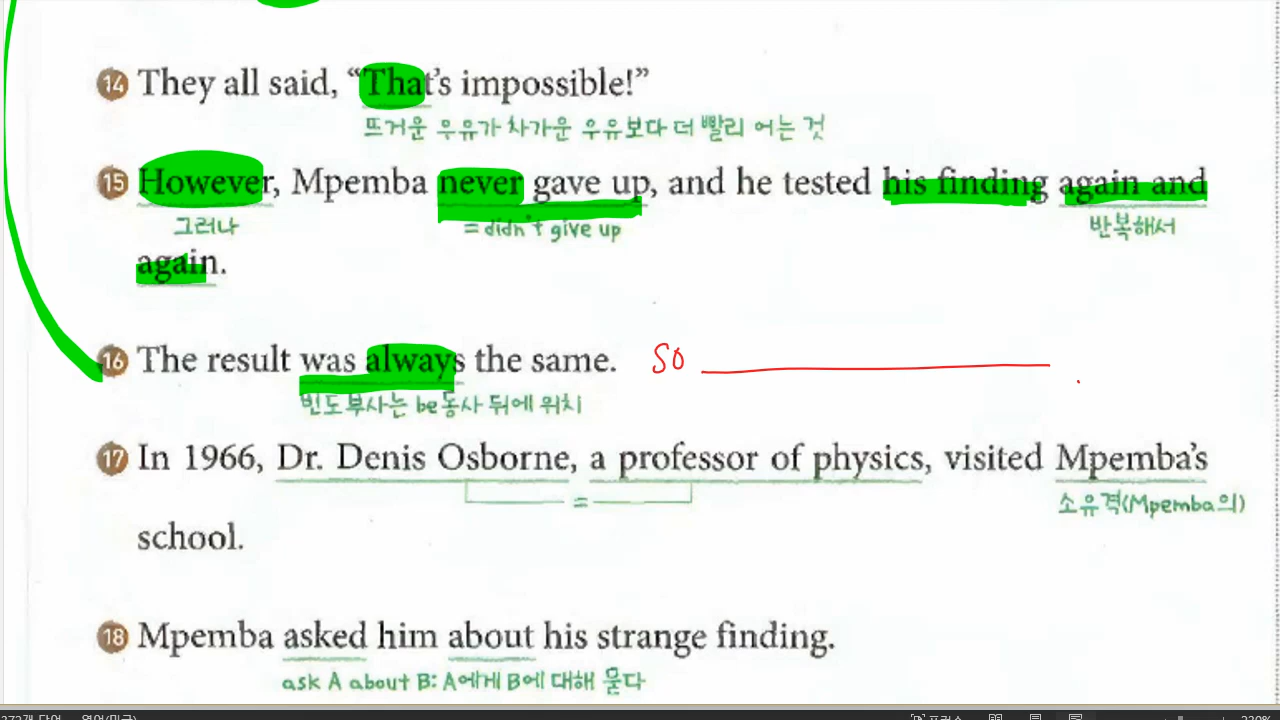 14 They all said, “That’s impossible!”
뜨거운 우유가 차가운 우유보다 더 빨리 어는 것
15 However, Mpemba never gave up, and he tested his finding again and
그러나 = didn't give up 반복해서
again.
16 The result was always the same. so
빈도부사는 be동사 뒤에 위치
17 In 1966, Dr. Denis Osborne, a professor of physics, visited Mpemba’s
= 소유격(Mpemba의)
school.
18 Mpemba asked him about his strange finding.
ask A about B: A에게 B에 대해 묻다